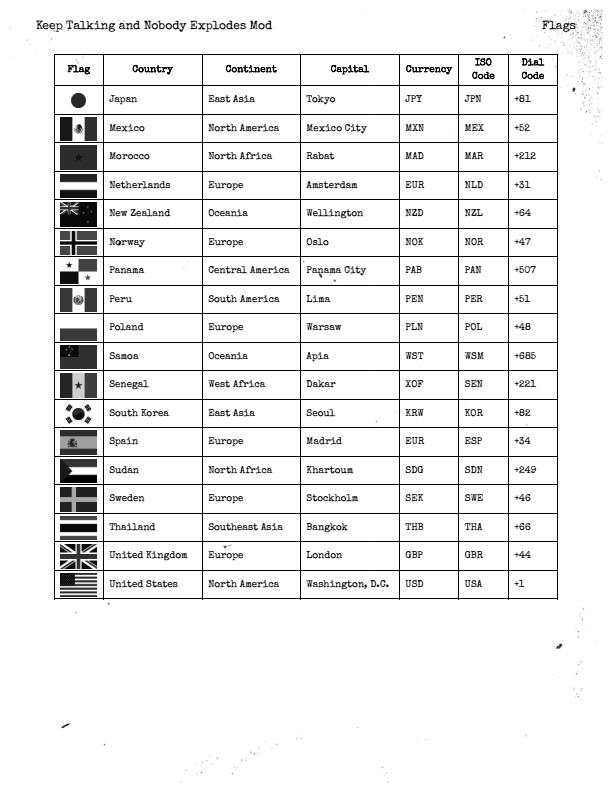 Keep Talking and Nobody Explodes Mod Flags
Flag Country Continent Capital Currency ISO Code Dial Code
Japan East Asia Tokyo JPY JPN +81
Mexico North America Mexico City MXN MEX +52
Morocco North Africa Rabat MAD MAR +212
Netherlands Europe Amsterdam EUR NLD +31
New Zealand Oceania Wellington NZD NZL +64
Norway Europe Oslo NOK NOR +47
Panama Central America Panama City PAB PAN +507
Peru South America Lima PEN PER +51
Poland Europe Warsaw PLN POL +48
Samoa Oceania Apia WST WSM +685
Senegal West Africa Dakar XOF SEN +221
South Korea East Asia Seoul KRW KOR +82
Spain Europe Madrid EUR ESP +34
Sudan North Africa Khartoum SDG SDN +249
Sweden Europe Stockholm SEK SWE +46
Thailand Southeast Asia Bangkok THB THA +66
United Kingdom Europe London GBP GBR +44
United States North America Washington, D.C. USD USA +1